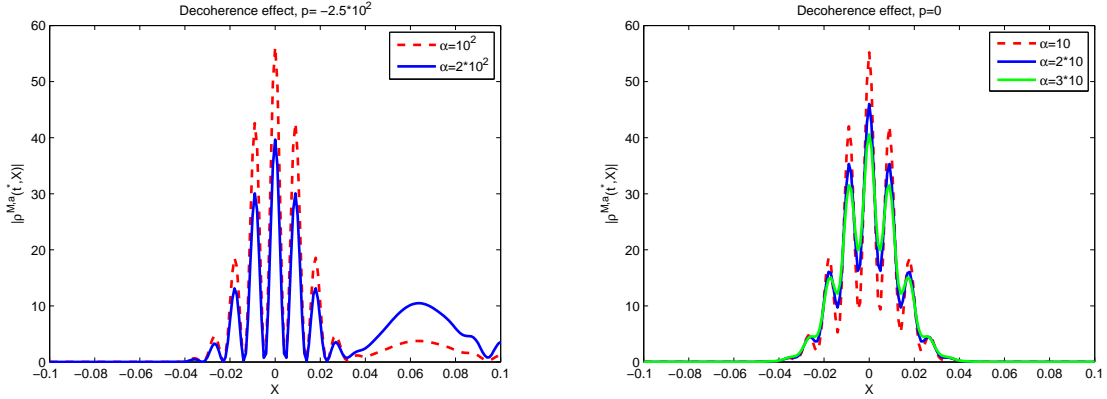 Decoherence effect, p= −2.5*10²
α=10²
α=2*10²
60
50
40
30
20
10
0
|ρᴹ'ᵃ(t*,X)|
−0.1 −0.08 −0.06 −0.04 −0.02 0 0.02 0.04 0.06 0.08 0.1
X
Decoherence effect, p=0
α=10
α=2*10
α=3*10
60
50
40
30
20
10
0
|ρᴹ'ᵃ(t*,X)|
−0.1 −0.08 −0.06 −0.04 −0.02 0 0.02 0.04 0.06 0.08 0.1
X